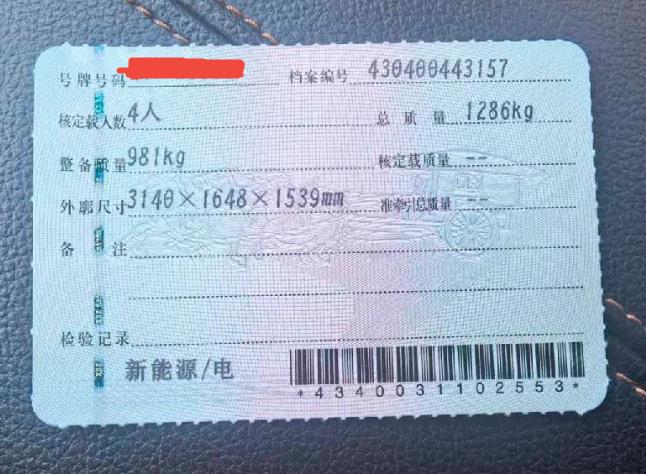 号牌号码 档案编号 430400443157
核定载人数 4人 总质量 1286kg
整备质量 981kg 核定载质量 --
外廓尺寸 3140×1648×1539mm 准牵引总质量 --
备注
检验记录
新能源/电
*4340031102553*